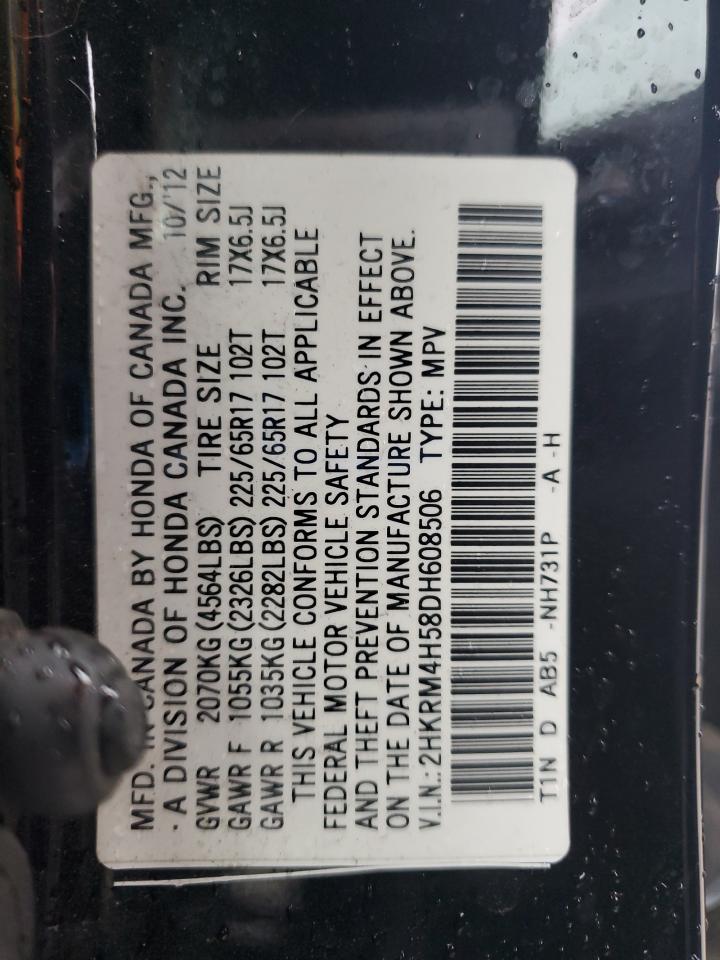 MFD. IN CANADA BY HONDA OF CANADA MFG.,
· A DIVISION OF HONDA CANADA INC. 10/'12
GVWR 2070KG (4564LBS) TIRE SIZE RIM SIZE
GAWR F 1055KG (2326LBS) 225/65R17 102T 17X6.5J
GAWR R 1035KG (2282LBS) 225/65R17 102T 17X6.5J
THIS VEHICLE CONFORMS TO ALL APPLICABLE
FEDERAL MOTOR VEHICLE SAFETY
AND THEFT PREVENTION STANDARDS IN EFFECT
ON THE DATE OF MANUFACTURE SHOWN ABOVE.
V.I.N.: 2HKRM4H58DH608506 TYPE: MPV
T1N D AB5 -NH731P -A -H